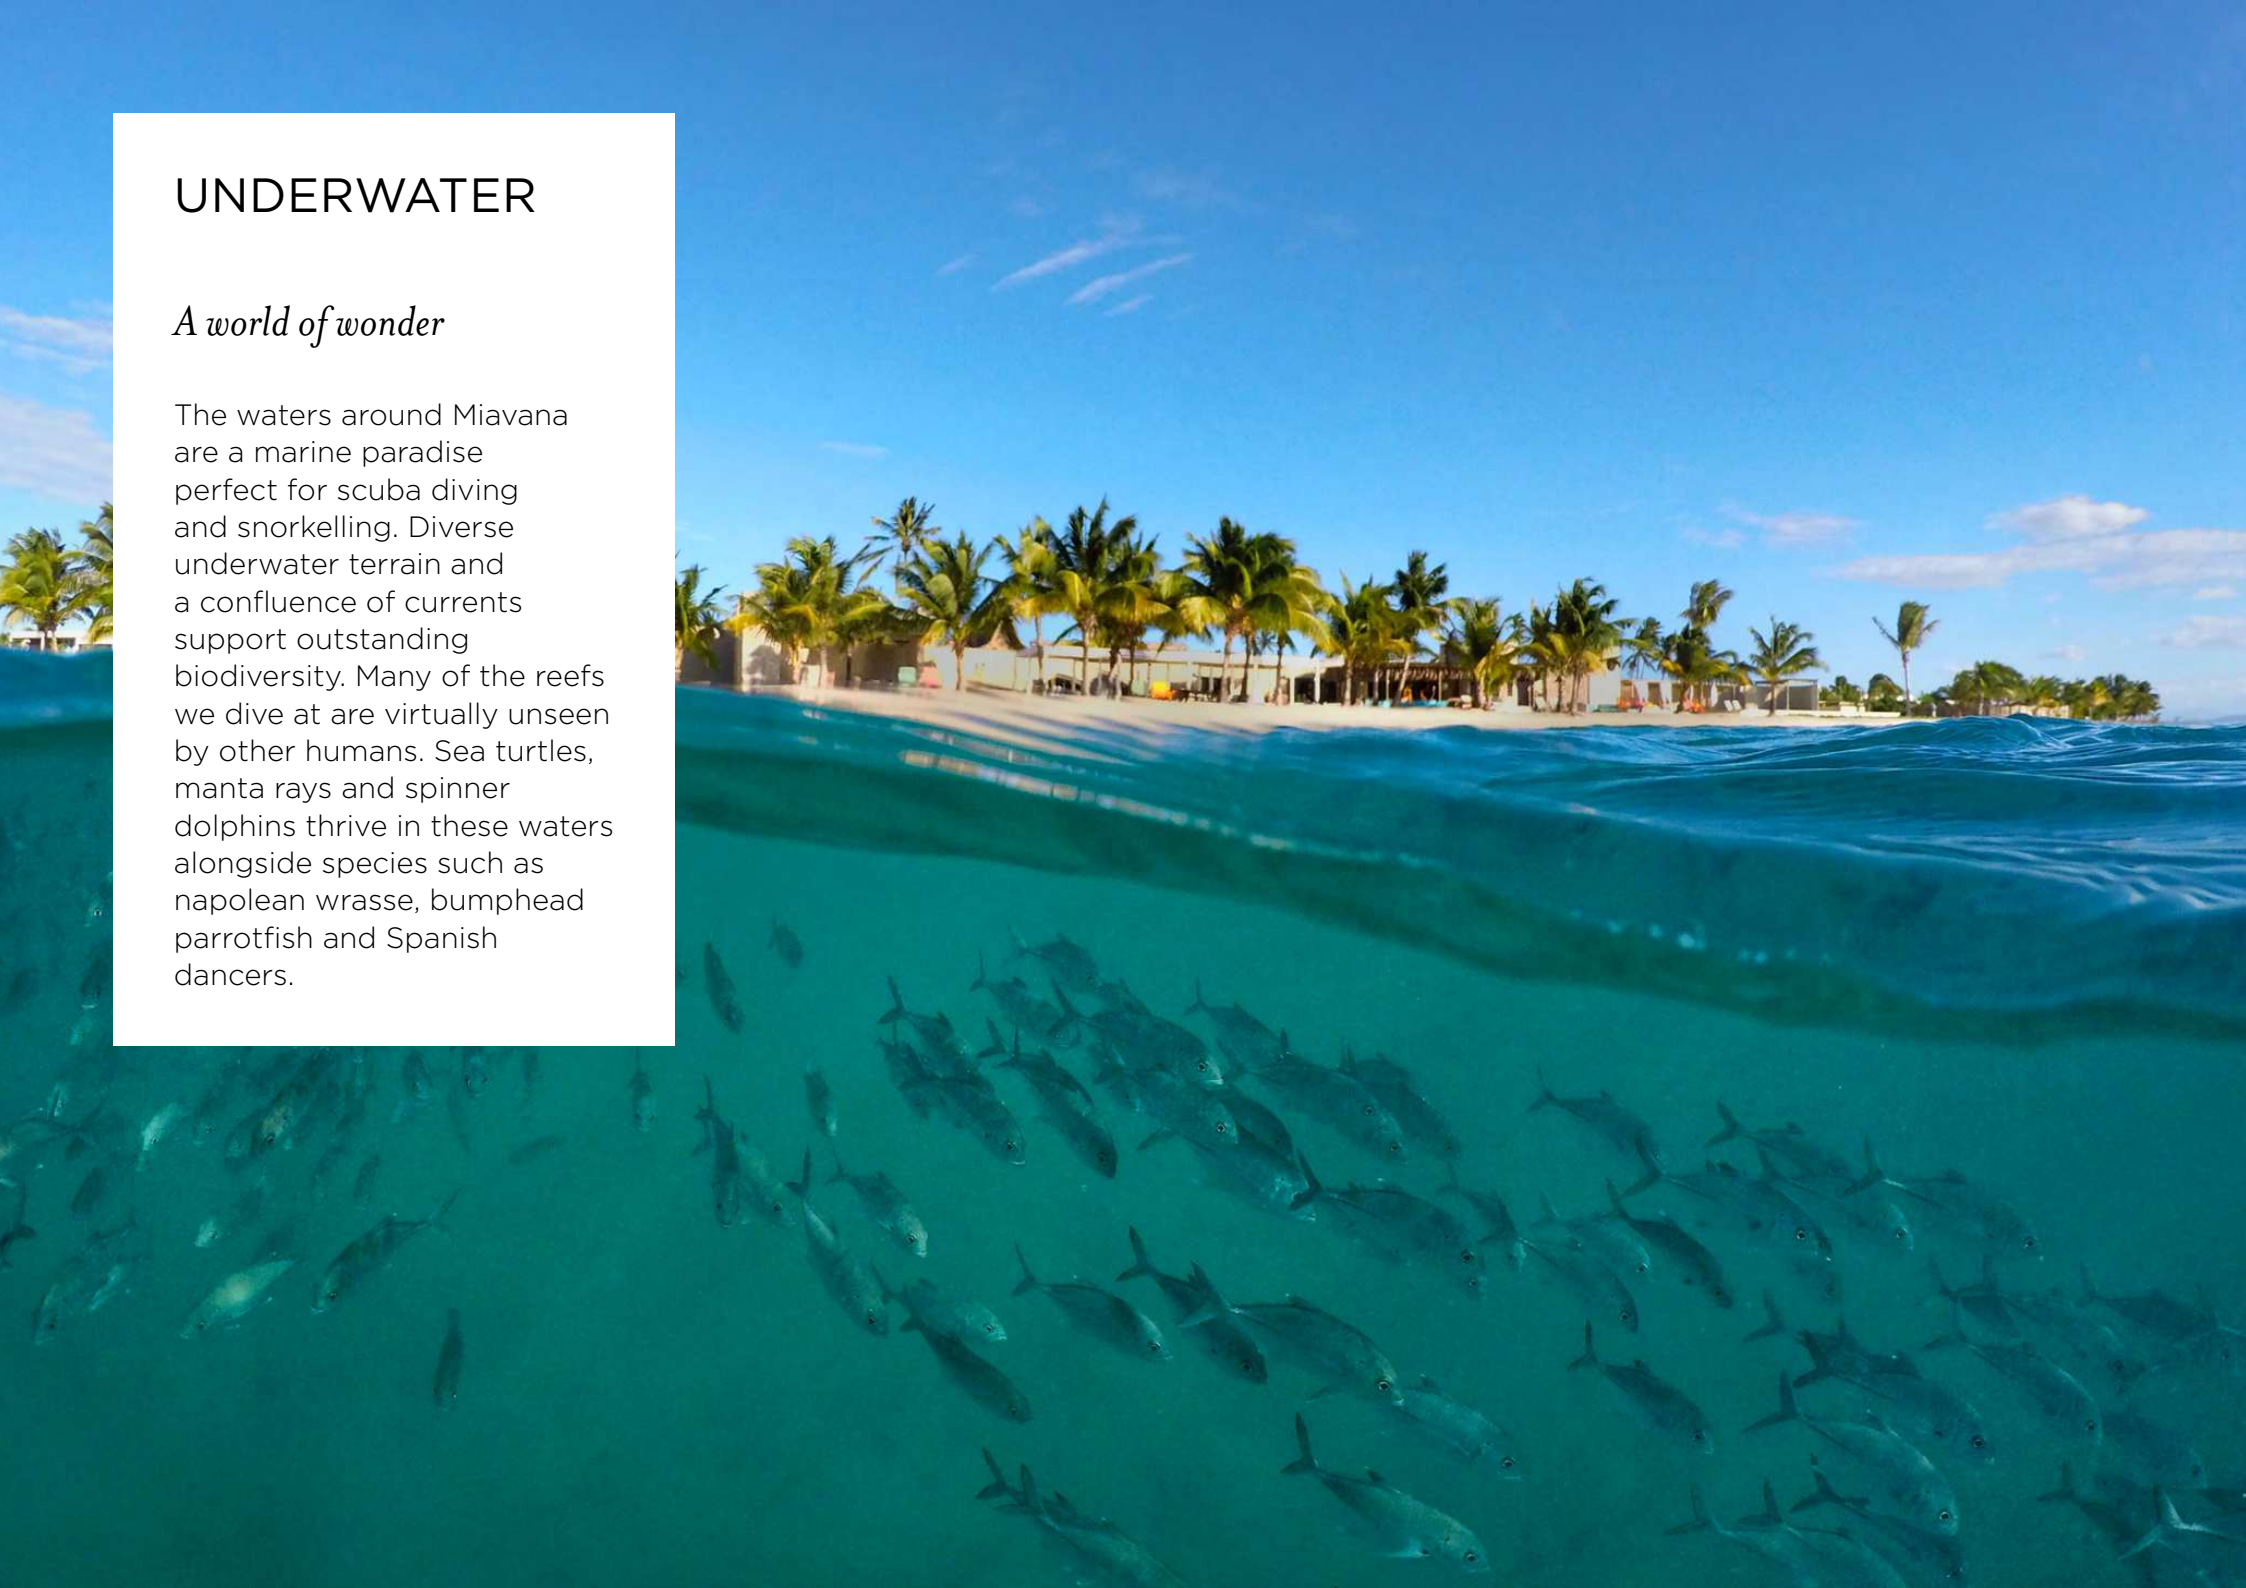 UNDERWATER
A world of wonder
The waters around Miavana
are a marine paradise
perfect for scuba diving
and snorkelling. Diverse
underwater terrain and
a confluence of currents
support outstanding
biodiversity. Many of the reefs
we dive at are virtually unseen
by other humans. Sea turtles,
manta rays and spinner
dolphins thrive in these waters
alongside species such as
napolean wrasse, bumphead
parrotfish and Spanish
dancers.